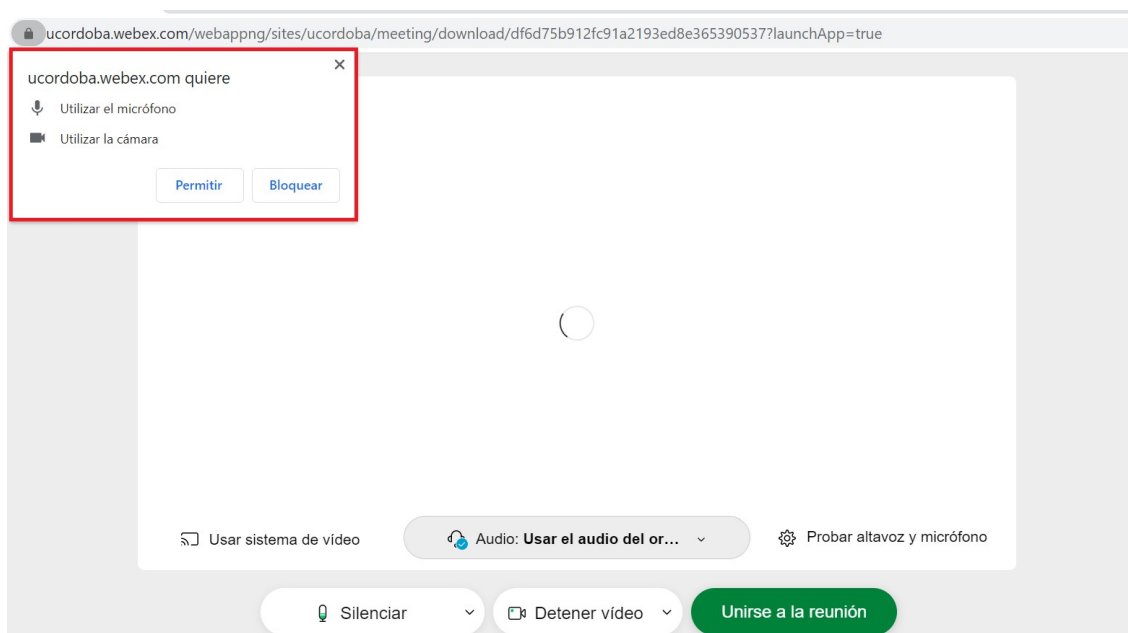 ucordoba.webex.com/webappng/sites/ucordoba/meeting/download/df6d75b912fc91a2193ed8e365390537?launchApp=true
ucordoba.webex.com quiere
Utilizar el micrófono
Utilizar la cámara
Permitir Bloquear
Usar sistema de vídeo Audio: Usar el audio del or... Probar altavoz y micrófono
Silenciar Detener vídeo Unirse a la reunión